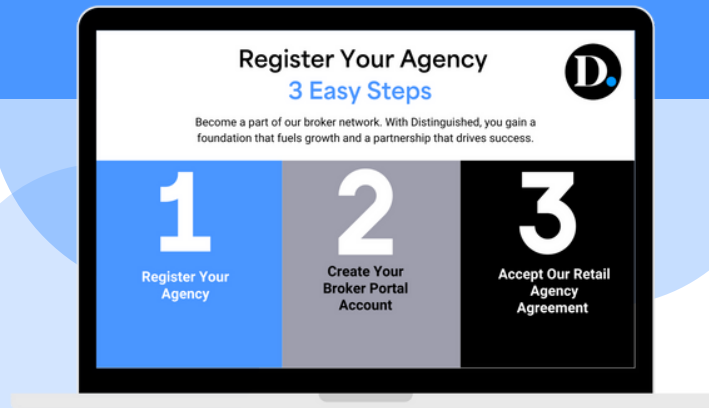 Register Your Agency
3 Easy Steps
D.
Become a part of our broker network. With Distinguished, you gain a
foundation that fuels growth and a partnership that drives success.
1
Register Your
Agency
2
Create Your
Broker Portal
Account
3
Accept Our Retail
Agency
Agreement